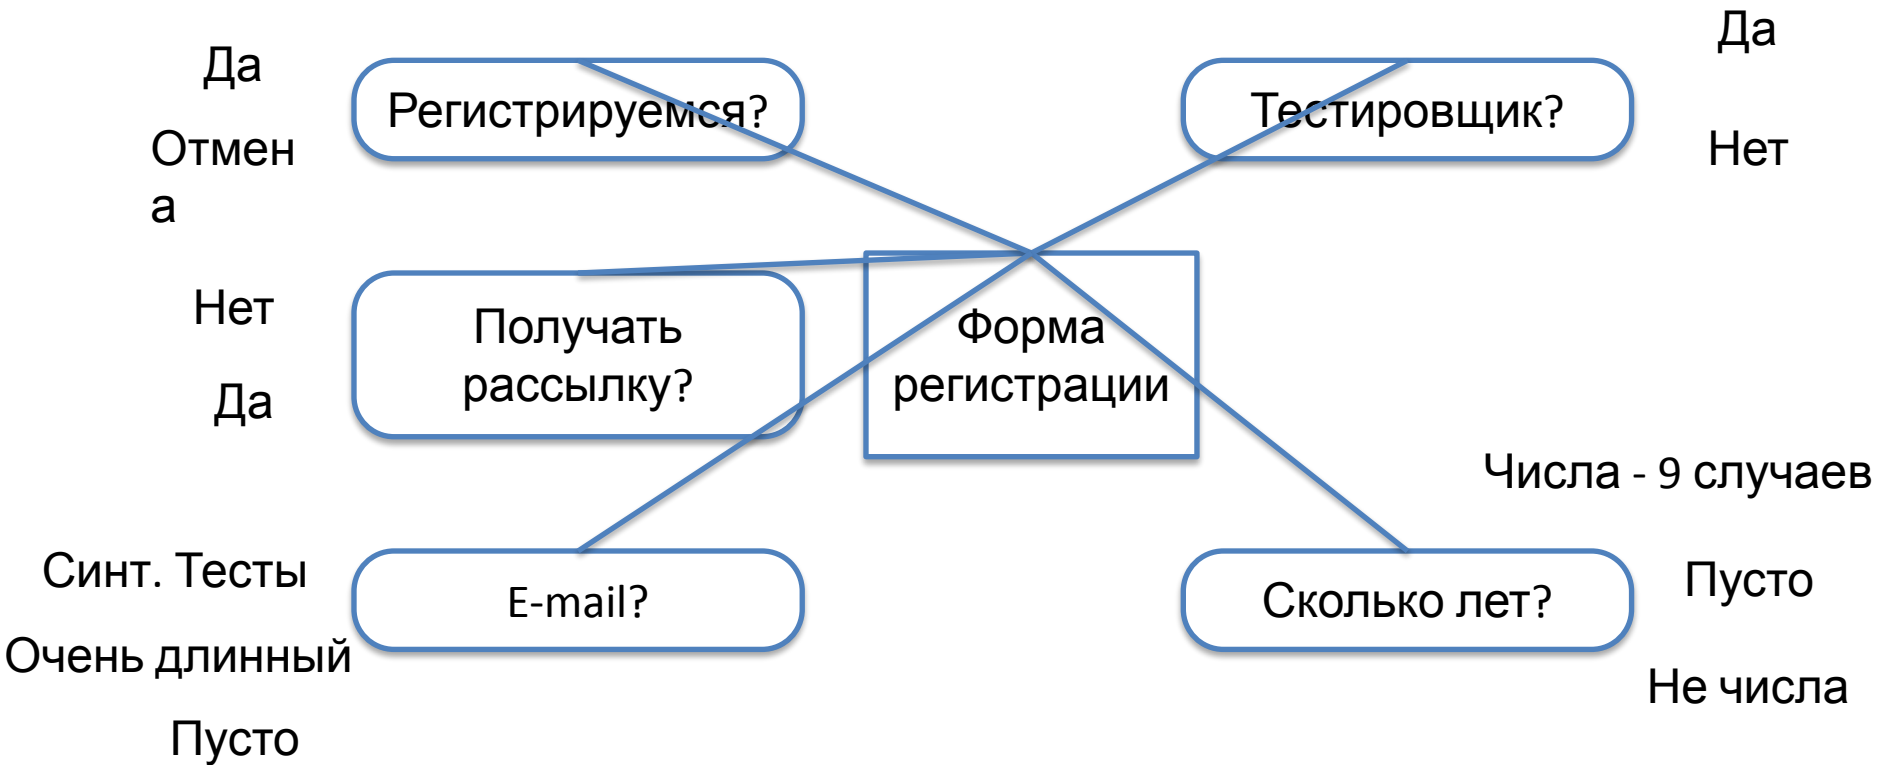 Да
Отмен
а
Регистрируемся?
Тестировщик?
Да
Нет
Нет
Да
Получать
рассылку?
Форма
регистрации
Числа - 9 случаев
Синт. Тесты
Очень длинный
Пусто
E-mail?
Сколько лет?
Пусто
Не числа